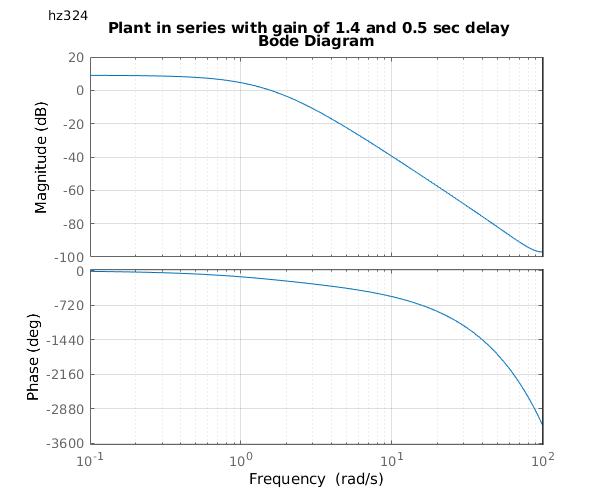 hz324
Plant in series with gain of 1.4 and 0.5 sec delay
Bode Diagram
Magnitude (dB)
20
0
-20
-40
-60
-80
-100
Phase (deg)
0
-720
-1440
-2160
-2880
-3600
10^-1
10^0
10^1
10^2
Frequency (rad/s)